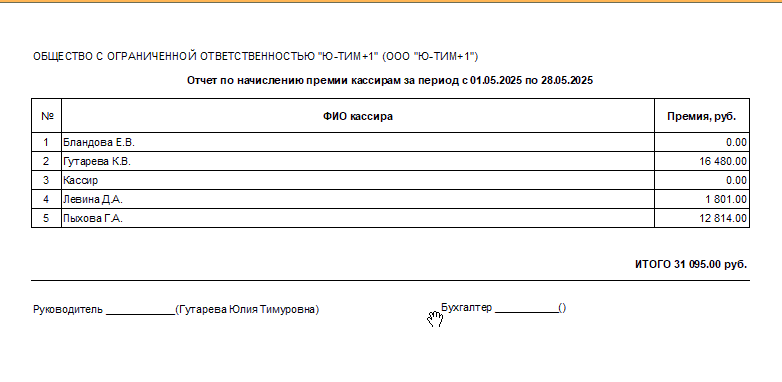 ОБЩЕСТВО С ОГРАНИЧЕННОЙ ОТВЕТСТВЕННОСТЬЮ "Ю-ТИМ+1" (ООО "Ю-ТИМ+1")
Отчет по начислению премии кассирам за период с 01.05.2025 по 28.05.2025
№ ФИО кассира Премия, руб.
1 Бландова Е.В. 0.00
2 Гутарева К.В. 16 480.00
3 Кассир 0.00
4 Левина Д.А. 1 801.00
5 Пыхова Г.А. 12 814.00
ИТОГО 31 095.00 руб.
Руководитель ____________(Гутарева Юлия Тимуровна) Бухгалтер ___________()